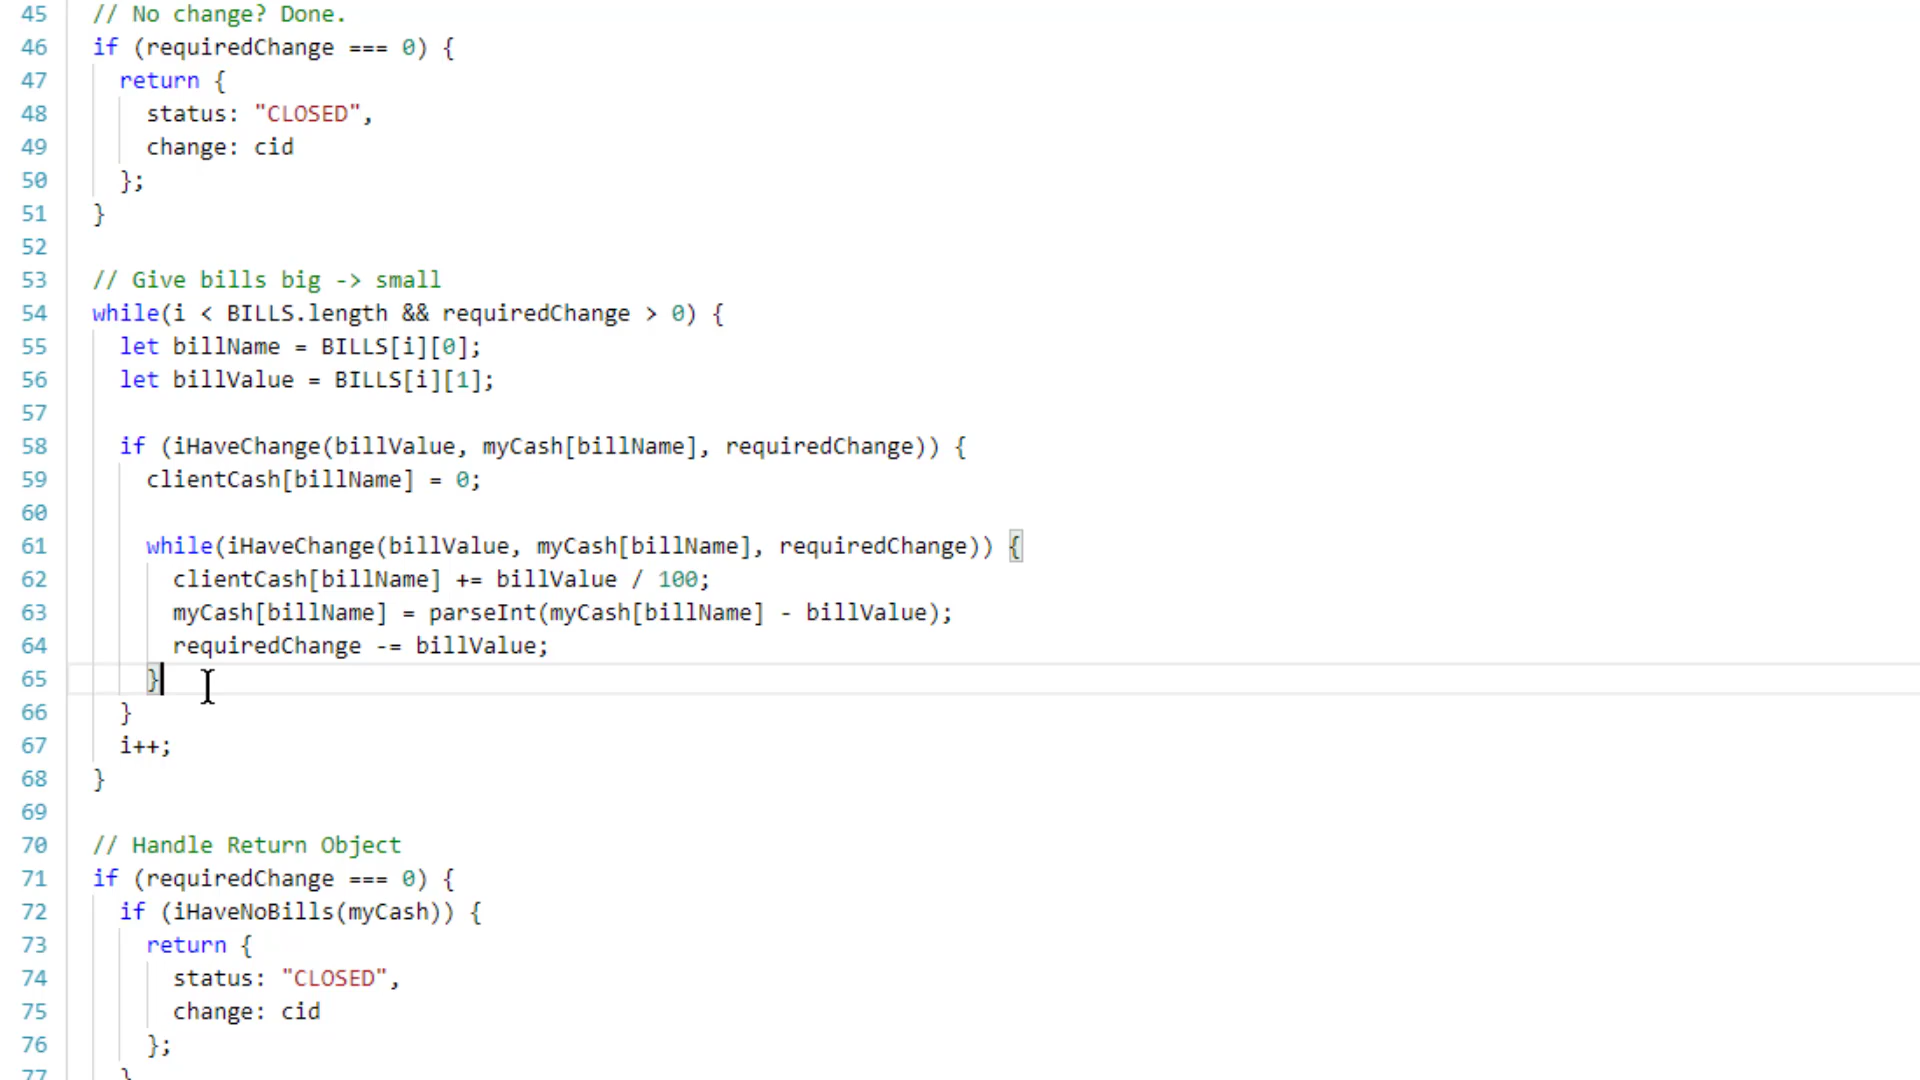 45 // No change? Done.
46 if (requiredChange === 0) {
47 return {
48 status: "CLOSED",
49 change: cid
50 };
51 }
52
53 // Give bills big -> small
54 while(i < BILLS.length && requiredChange > 0) {
55 let billName = BILLS[i][0];
56 let billValue = BILLS[i][1];
57
58 if (iHaveChange(billValue, myCash[billName], requiredChange)) {
59 clientCash[billName] = 0;
60
61 while(iHaveChange(billValue, myCash[billName], requiredChange)) {
62 clientCash[billName] += billValue / 100;
63 myCash[billName] = parseInt(myCash[billName] - billValue);
64 requiredChange -= billValue;
65 }
66 }
67 i++;
68 }
69
70 // Handle Return Object
71 if (requiredChange === 0) {
72 if (iHaveNoBills(myCash)) {
73 return {
74 status: "CLOSED",
75 change: cid
76 };
77 }